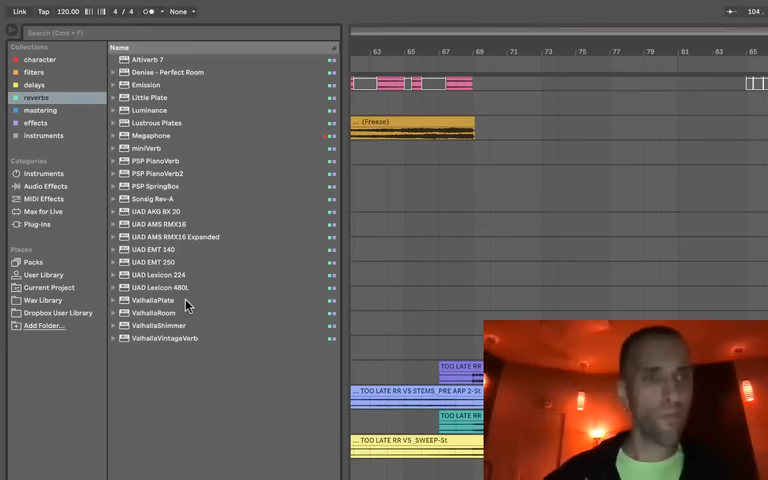 Link Tap 120.00 4 / 4 None 104.
Search (Cmd + F)
Collections
character
filters
delays
reverbs
mastering
effects
instruments
Categories
Instruments
Audio Effects
MIDI Effects
Max for Live
Plug-Ins
Places
Packs
User Library
Current Project
Wav Library
Dropbox User Library
Add Folder...
Name
Altiverb 7
Denise - Perfect Room
Emission
Little Plate
Luminance
Lustrous Plates
Megaphone
miniVerb
PSP PianoVerb
PSP PianoVerb2
PSP SpringBox
Sonsig Rev-A
UAD AKG BX 20
UAD AMS RMX16
UAD AMS RMX16 Expanded
UAD EMT 140
UAD EMT 250
UAD Lexicon 224
UAD Lexicon 480L
ValhallaPlate
ValhallaRoom
ValhallaShimmer
ValhallaVintageVerb
63 65 67 69 71 73 75 77 79 81 83 85
... (Freeze)
TOO LATE RR
... TOO LATE RR V5 STEMS_PRE ARP 2-St
TOO LATE RR
... TOO LATE RR V5_SWEEP-St